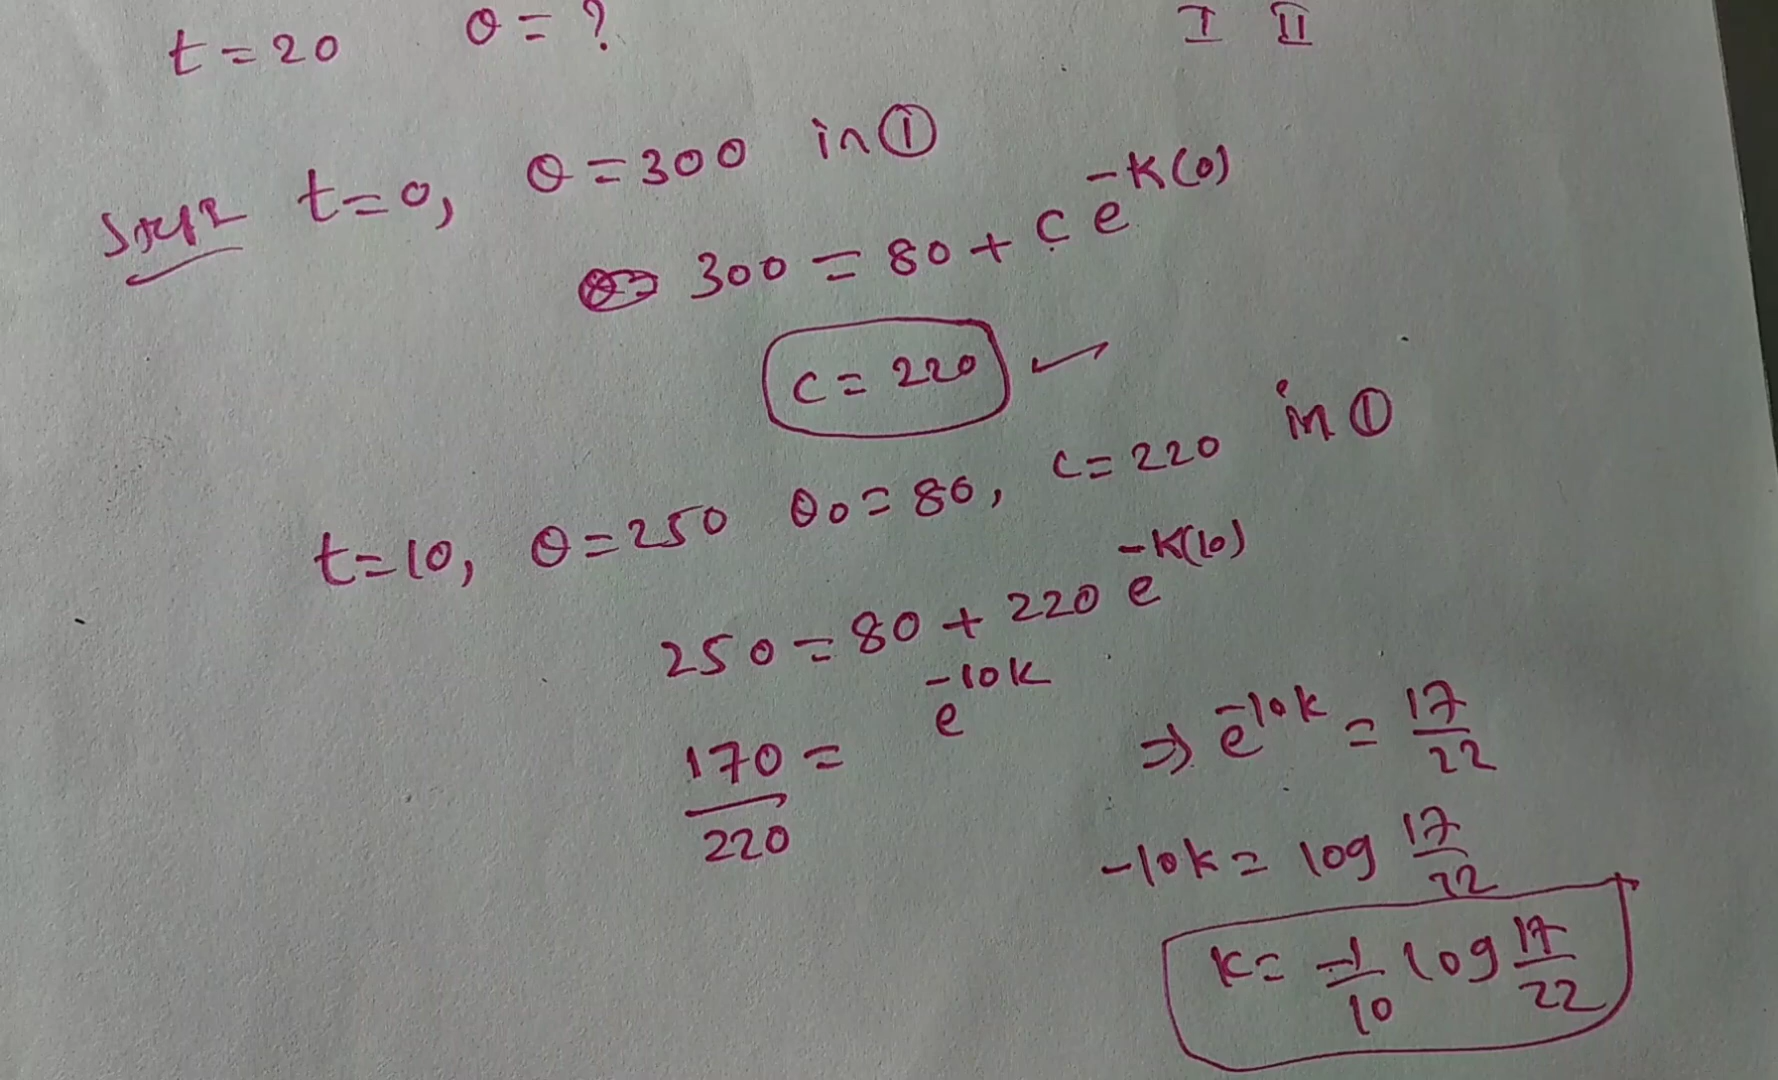 t=20 θ=? I II
Step2 t=0, θ=300 in ①
300 = 80 + c e^-K(0)
c = 220 ✓
t=10, θ=250 θ0=80, c=220 in ①
250 = 80 + 220 e^-K(10)
170/220 = e^-10K ⇒ e^-10K = 17/22
-10K = log 17/22
K = -1/10 log 17/22